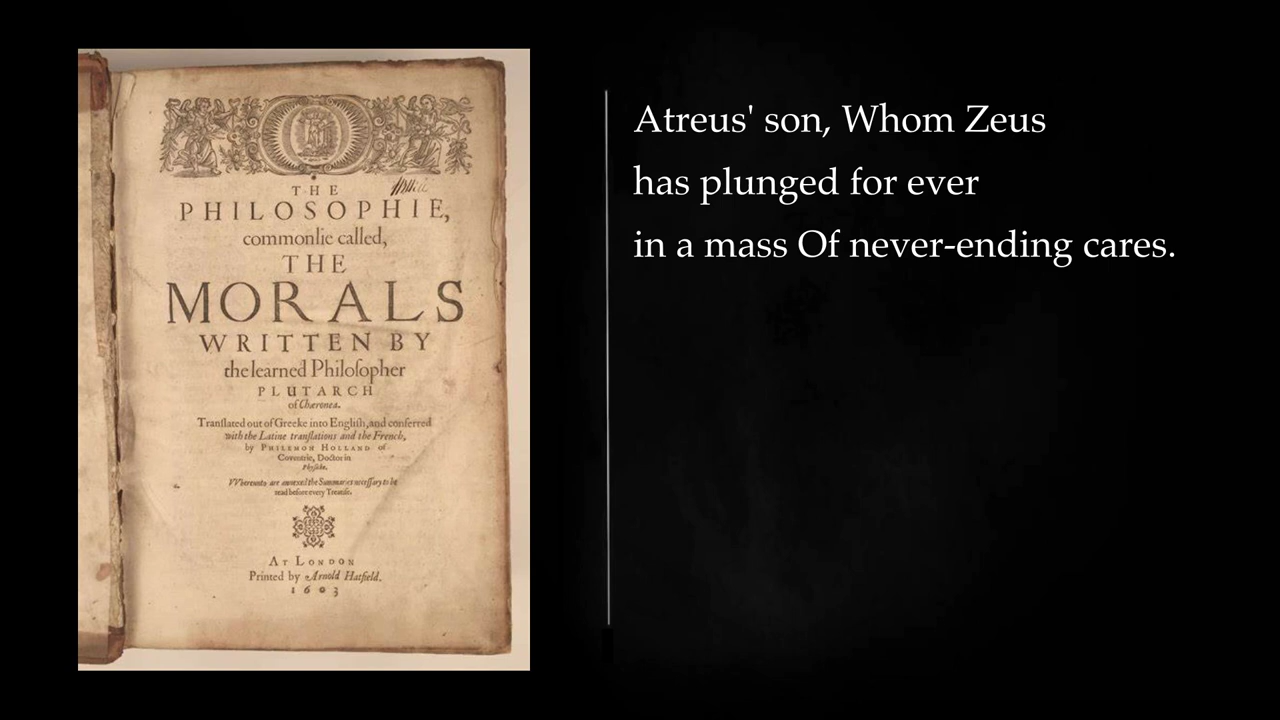 THE
PHILOSOPHIE,
commonlie called,
THE
MORALS
WRITTEN BY
the learned Philoſopher
PLUTARCH
of Chæronea.
Tranſlated out of Greeke into Engliſh, and conferred
with the Latine tranſlations and the French,
by PHILEMON HOLLAND of
Coventrie, Doctor in
Phyſicke.
VVhereunto are annexed the Summaries neceſſary to be
read before every Treatiſe.
AT LONDON
Printed by Arnold Hatfield.
1603
Atreus' son, Whom Zeus
has plunged for ever
in a mass Of never-ending cares.